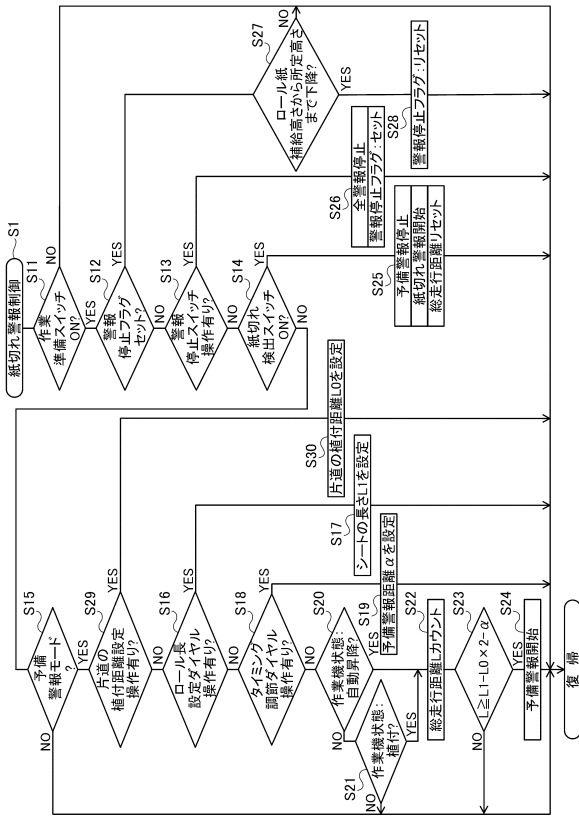 紙切れ警報制御
S1
S11
作業
準備スイッチ
ON?
NO
YES
S12
警報
停止フラグ
セット?
YES
NO
S13
警報
停止スイッチ
操作有り?
YES
NO
S14
紙切れ
検出スイッチ
ON?
YES
NO
S27
ロール紙
補給高さから所定高さ
まで下降?
NO
YES
S28
警報停止フラグ:リセット
S26
全警報停止
警報停止フラグ:セット
S25
予備警報停止
紙切れ警報開始
総走行距離リセット
S15
予備
警報モード
?
NO
YES
S29
片道の
植付距離設定
操作有り?
YES
NO
S30
片道の植付距離L0を設定
S16
ロール長
設定ダイヤル
操作有り?
YES
NO
S17
シートの長さL1を設定
S18
タイミング
調節ダイヤル
操作有り?
YES
NO
S19
予備警報距離αを設定
S20
作業機状態:
自動昇降?
YES
NO
S21
作業機状態:
植付?
YES
NO
S22
総走行距離Lカウント
S23
L≧L1-L0×2-α
NO
YES
S24
予備警報開始
復帰